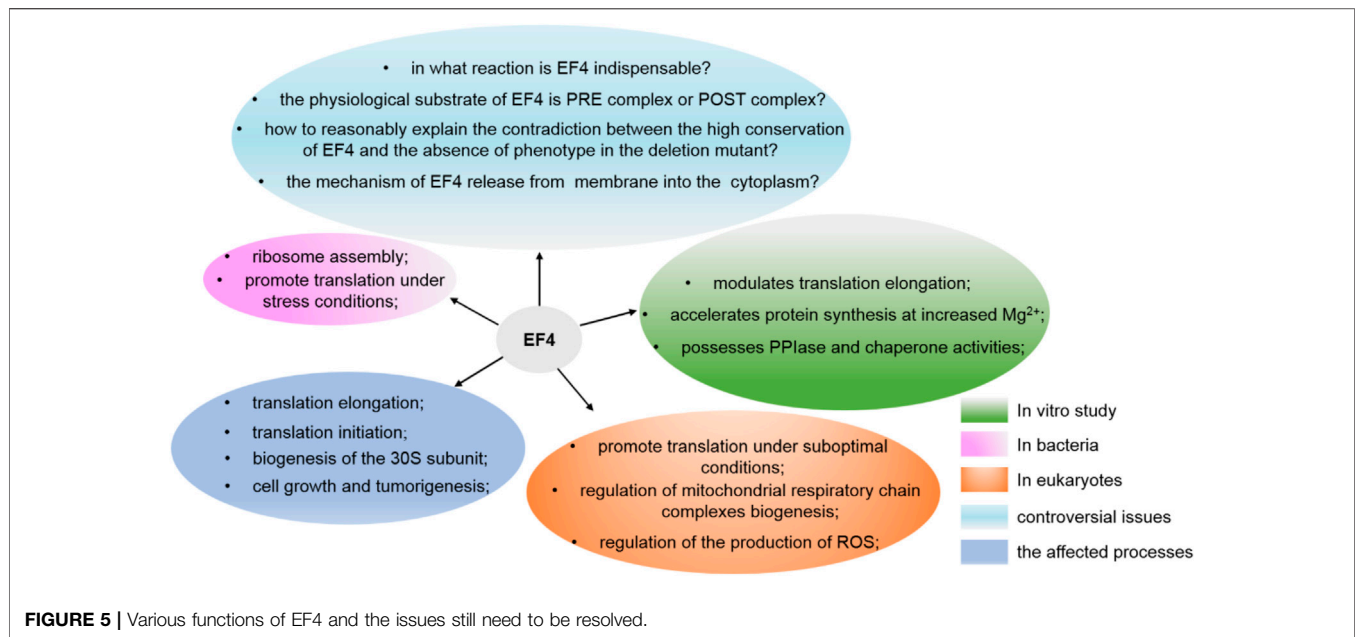 • in what reaction is EF4 indispensable?
• the physiological substrate of EF4 is PRE complex or POST complex?
• how to reasonably explain the contradiction between the high conservation
of EF4 and the absence of phenotype in the deletion mutant?
• the mechanism of EF4 release from membrane into the cytoplasm?
• ribosome assembly;
• promote translation under
stress conditions;
• modulates translation elongation;
• accelerates protein synthesis at increased Mg²⁺;
• possesses PPIase and chaperone activities;
EF4
• translation elongation;
• translation initiation;
• biogenesis of the 30S subunit;
• cell growth and tumorigenesis;
• promote translation under suboptimal
conditions;
• regulation of mitochondrial respiratory chain
complexes biogenesis;
• regulation of the production of ROS;
In vitro study
In bacteria
In eukaryotes
controversial issues
the affected processes
FIGURE 5 | Various functions of EF4 and the issues still need to be resolved.